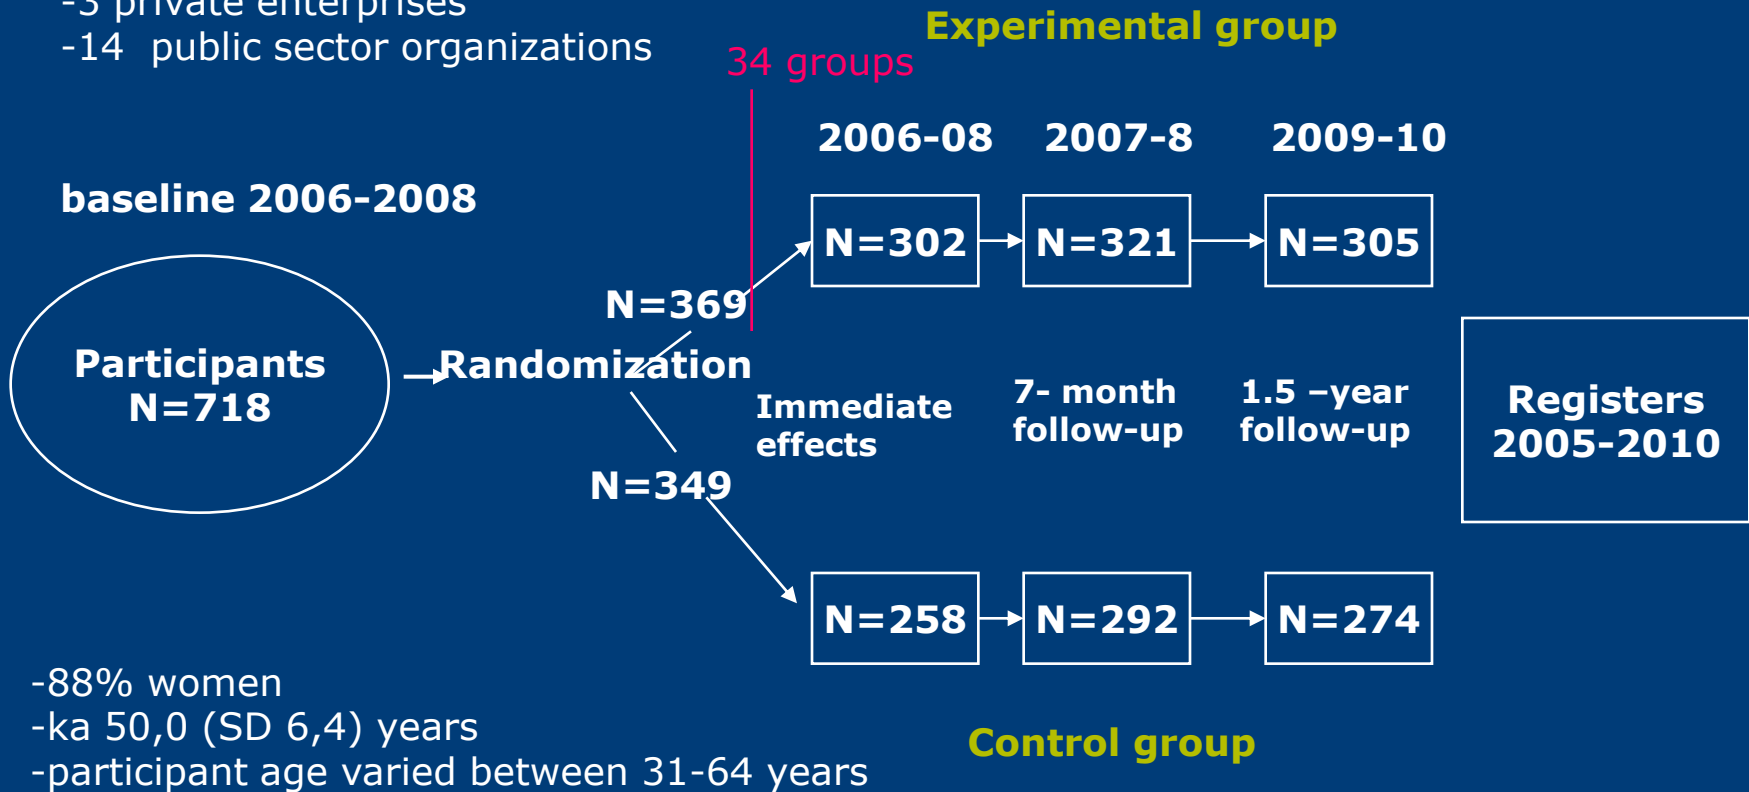 -3 private enterprises
-14 public sector organizations
Experimental group
34 groups
2006-08
2007-8
2009-10
baseline 2006-2008
N=302
N=321
N=305
N=369
Participants
N=718
Randomization
Immediate
effects
7- month
follow-up
1.5 –year
follow-up
Registers
2005-2010
N=349
N=258
N=292
N=274
-88% women
-ka 50,0 (SD 6,4) years
-participant age varied between 31-64 years
Control group